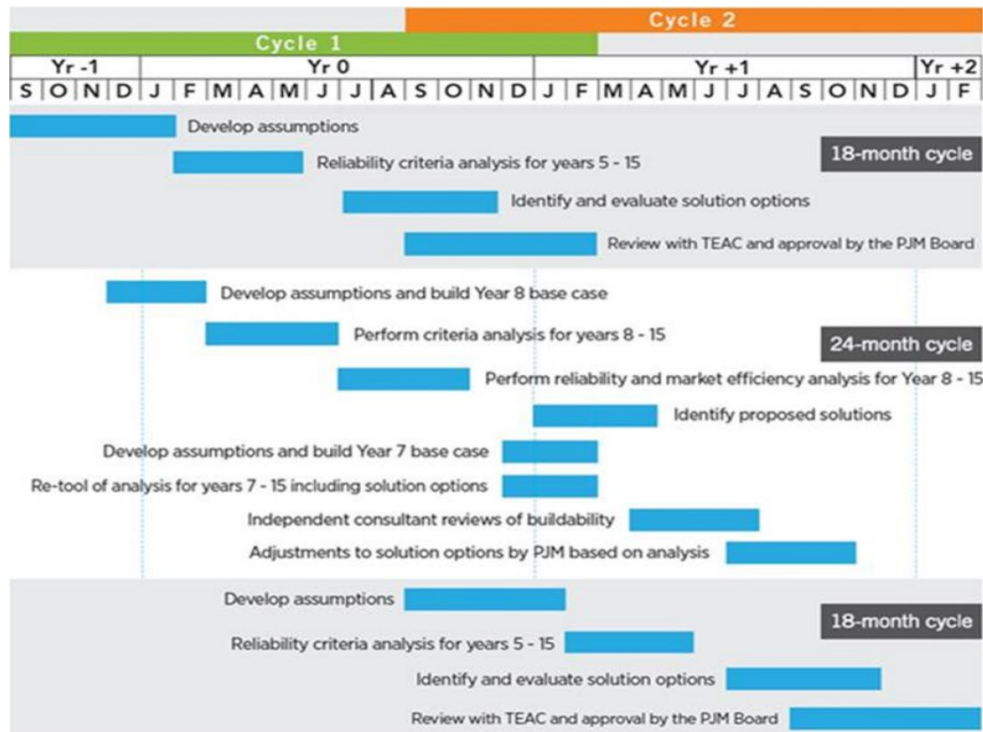 Cycle 2
Cycle 1
Yr -1 Yr 0 Yr +1 Yr +2
S O N D J F M A M J J A S O N D J F M A M J J A S O N D J F
Develop assumptions
18-month cycle
Reliability criteria analysis for years 5 - 15
Identify and evaluate solution options
Review with TEAC and approval by the PJM Board
Develop assumptions and build Year 8 base case
Perform criteria analysis for years 8 - 15
24-month cycle
Perform reliability and market efficiency analysis for Year 8 - 15
Identify proposed solutions
Develop assumptions and build Year 7 base case
Re-tool of analysis for years 7 - 15 including solution options
Independent consultant reviews of buildability
Adjustments to solution options by PJM based on analysis
Develop assumptions
18-month cycle
Reliability criteria analysis for years 5 - 15
Identify and evaluate solution options
Review with TEAC and approval by the PJM Board